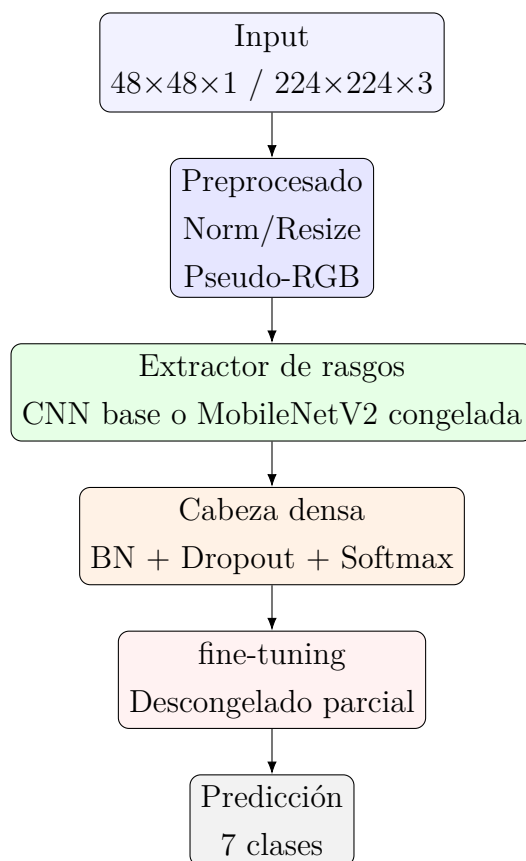 Input
48×48×1 / 224×224×3
Preprocesado
Norm/Resize
Pseudo-RGB
Extractor de rasgos
CNN base o MobileNetV2 congelada
Cabeza densa
BN + Dropout + Softmax
fine-tuning
Descongelado parcial
Predicción
7 clases